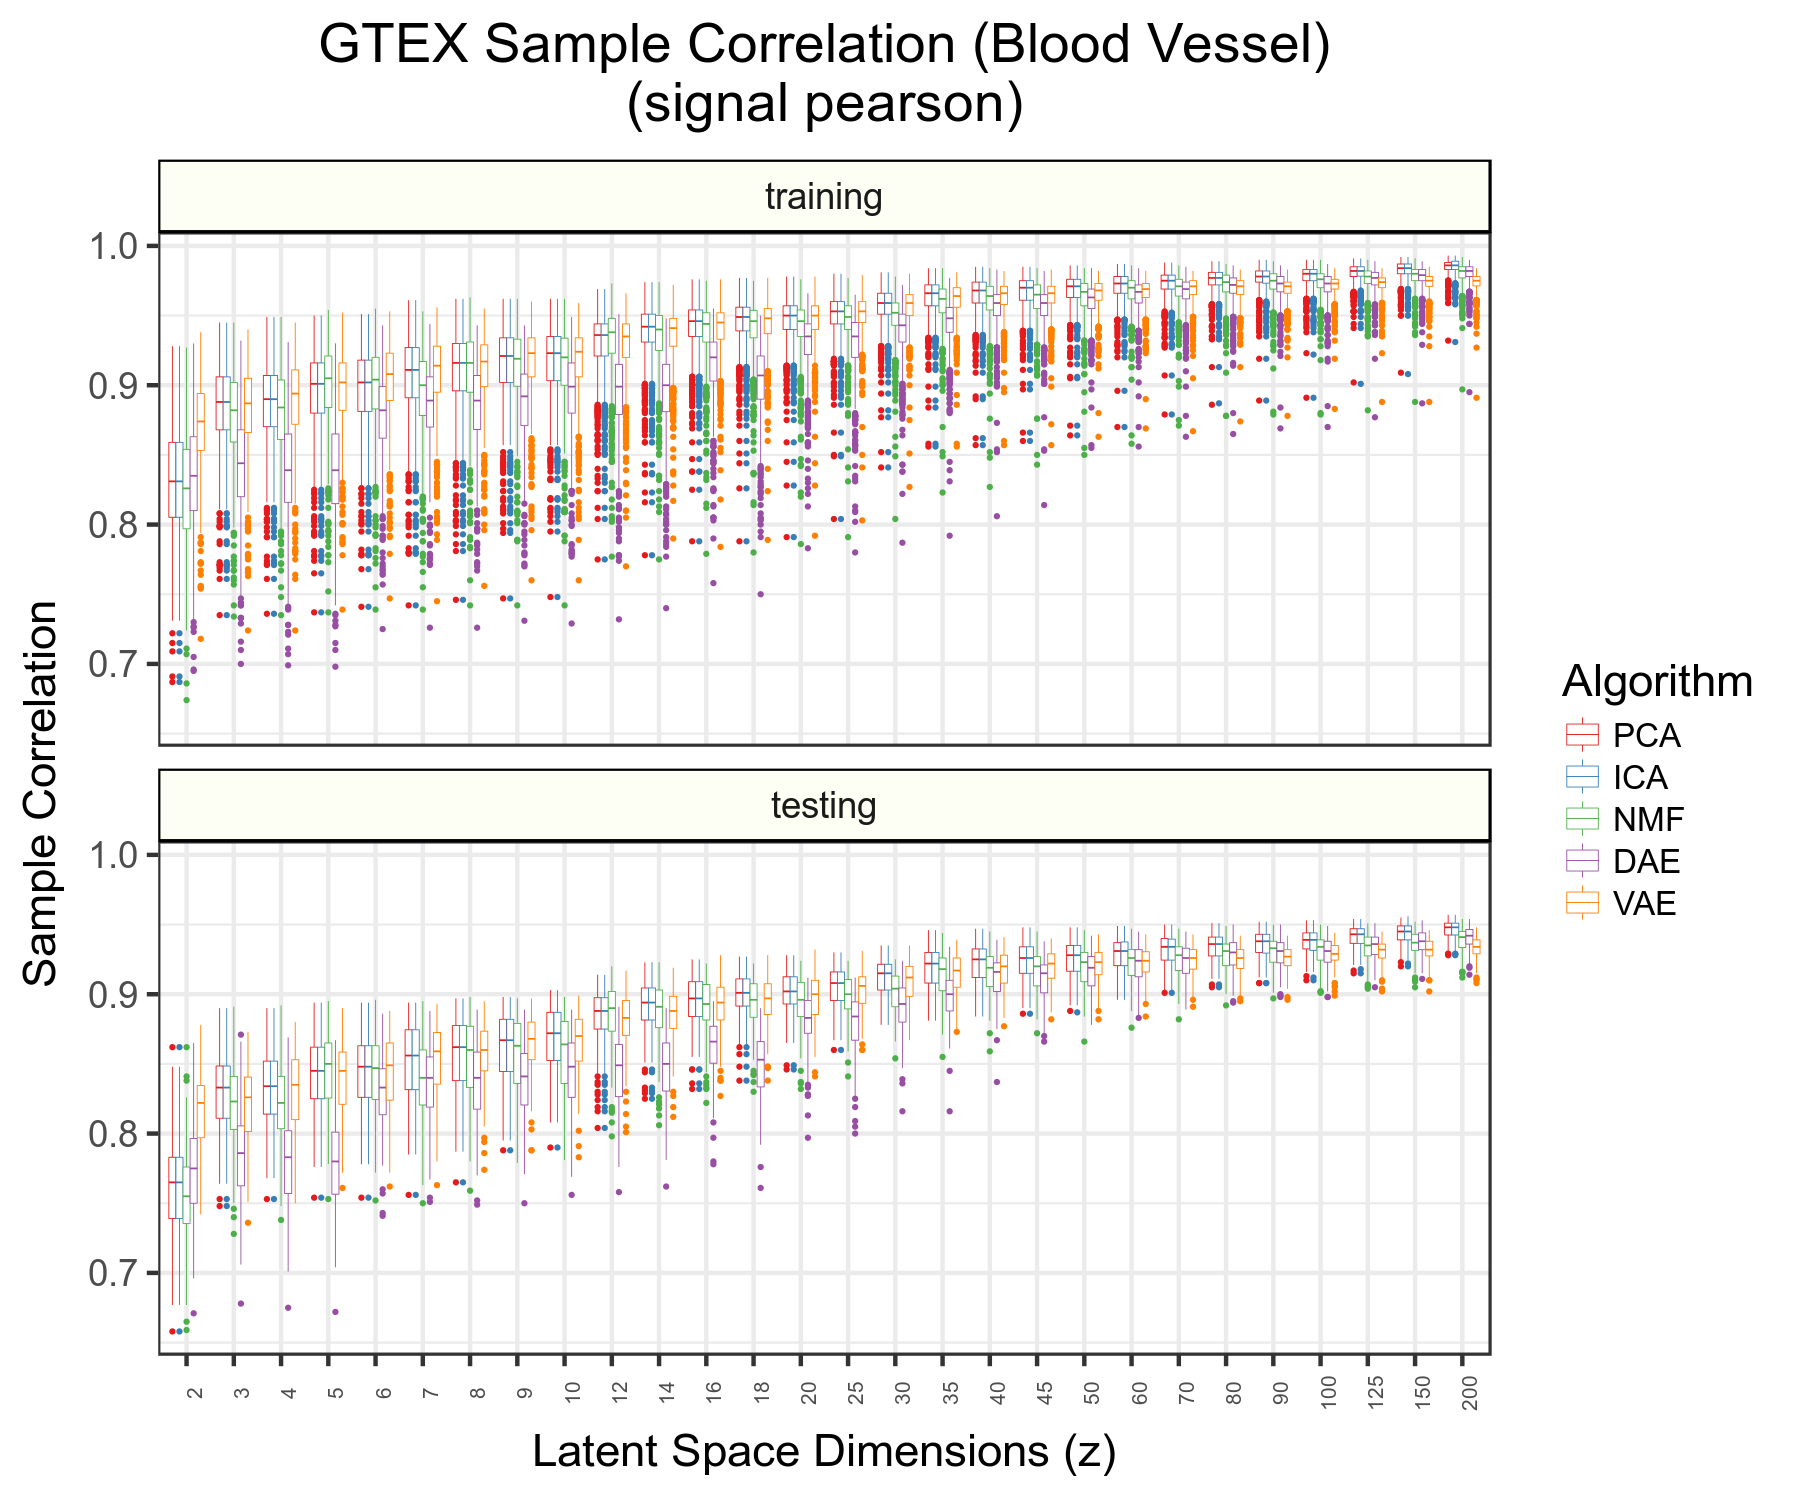 GTEX Sample Correlation (Blood Vessel)
(signal pearson)
training
1.0
0.9
0.8
0.7
testing
1.0
0.9
0.8
0.7
Sample Correlation
2 3 4 5 6 7 8 9 10 12 14 16 18 20 25 30 35 40 45 50 60 70 80 90 100 125 150 200
Latent Space Dimensions (z)
Algorithm
PCA
ICA
NMF
DAE
VAE